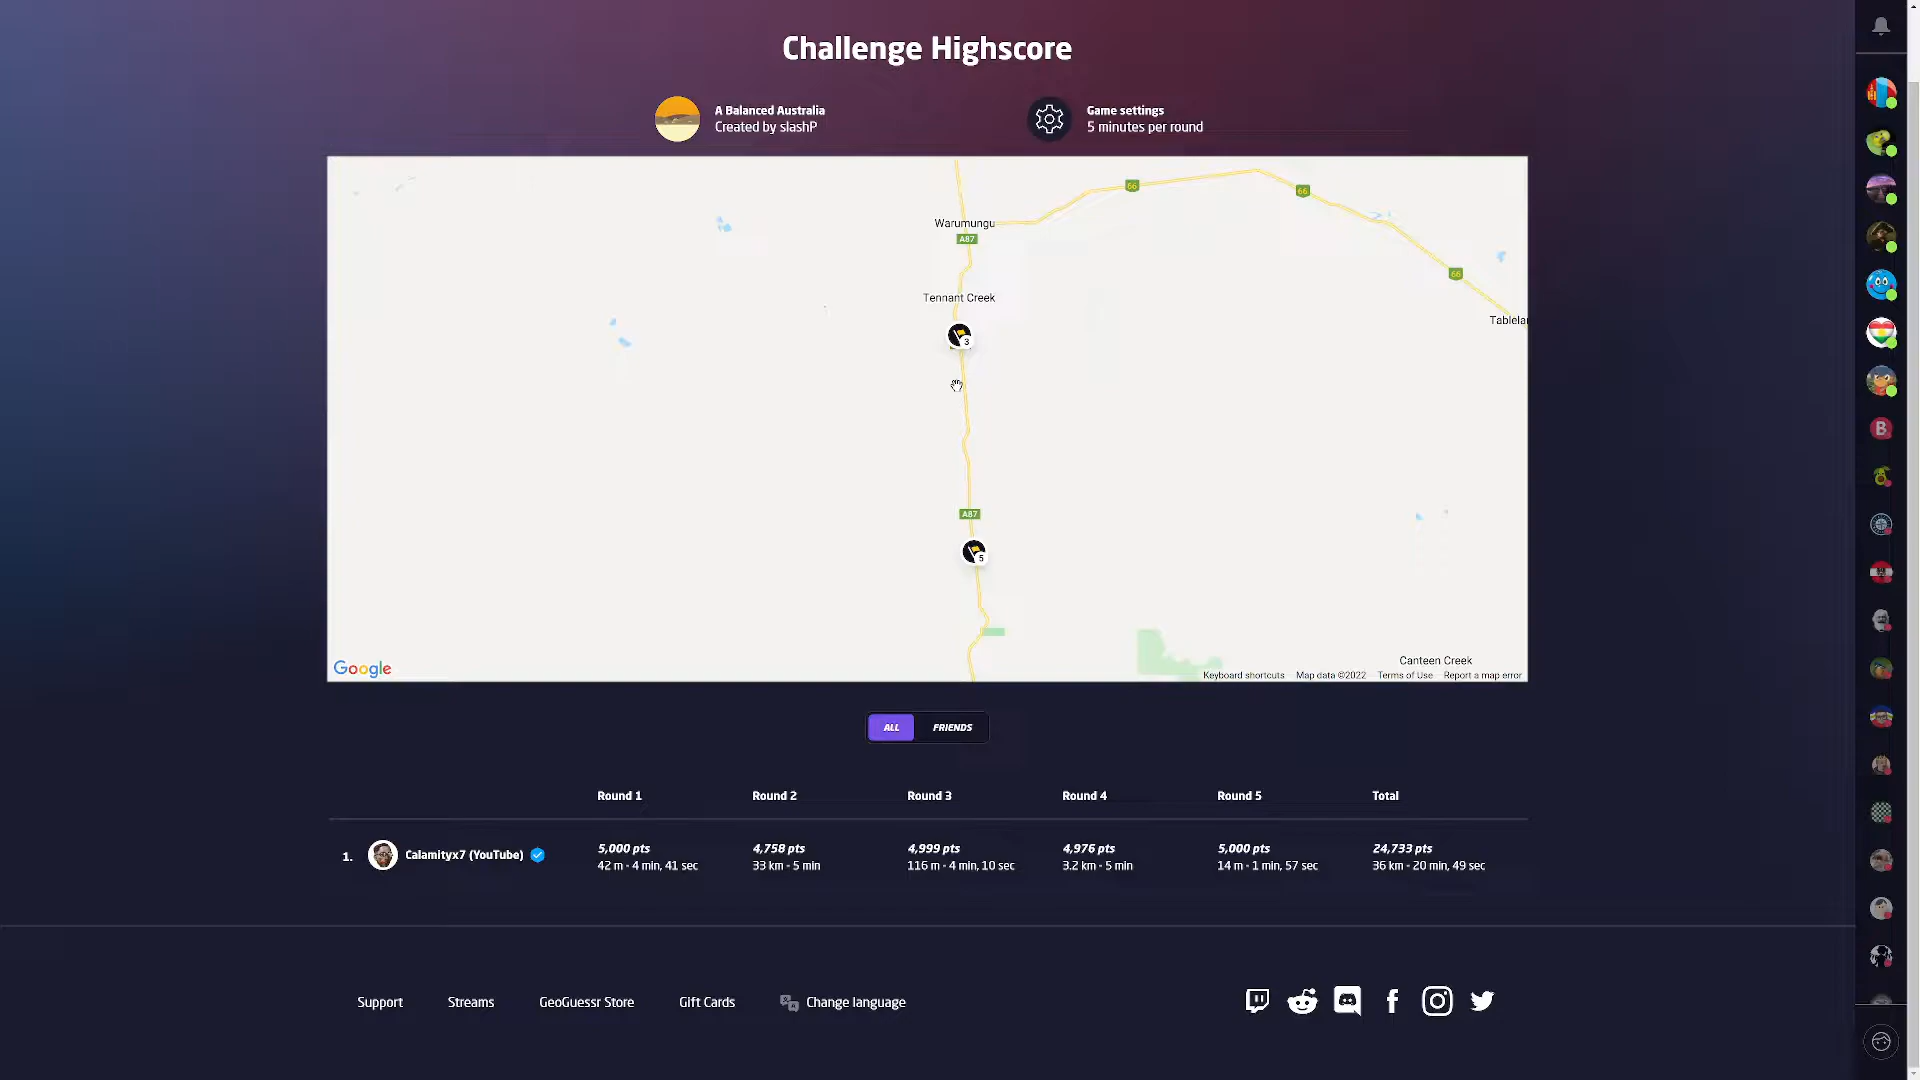 Challenge Highscore
A Balanced Australia
Created by slashP
Game settings
5 minutes per round
66
66
Warumungu
A87
66
Tennant Creek
Tablelan
3
A87
5
Canteen Creek
Google
Keyboard shortcuts Map data ©2022 Terms of Use Report a map error
ALL FRIENDS
Round 1 Round 2 Round 3 Round 4 Round 5 Total
1. Calamityx7 (YouTube)
5,000 pts 4,758 pts 4,999 pts 4,976 pts 5,000 pts 24,733 pts
42 m - 4 min, 41 sec 33 km - 5 min 116 m - 4 min, 10 sec 3.2 km - 5 min 14 m - 1 min, 57 sec 36 km - 20 min, 49 sec
B
Support Streams GeoGuessr Store Gift Cards Change language